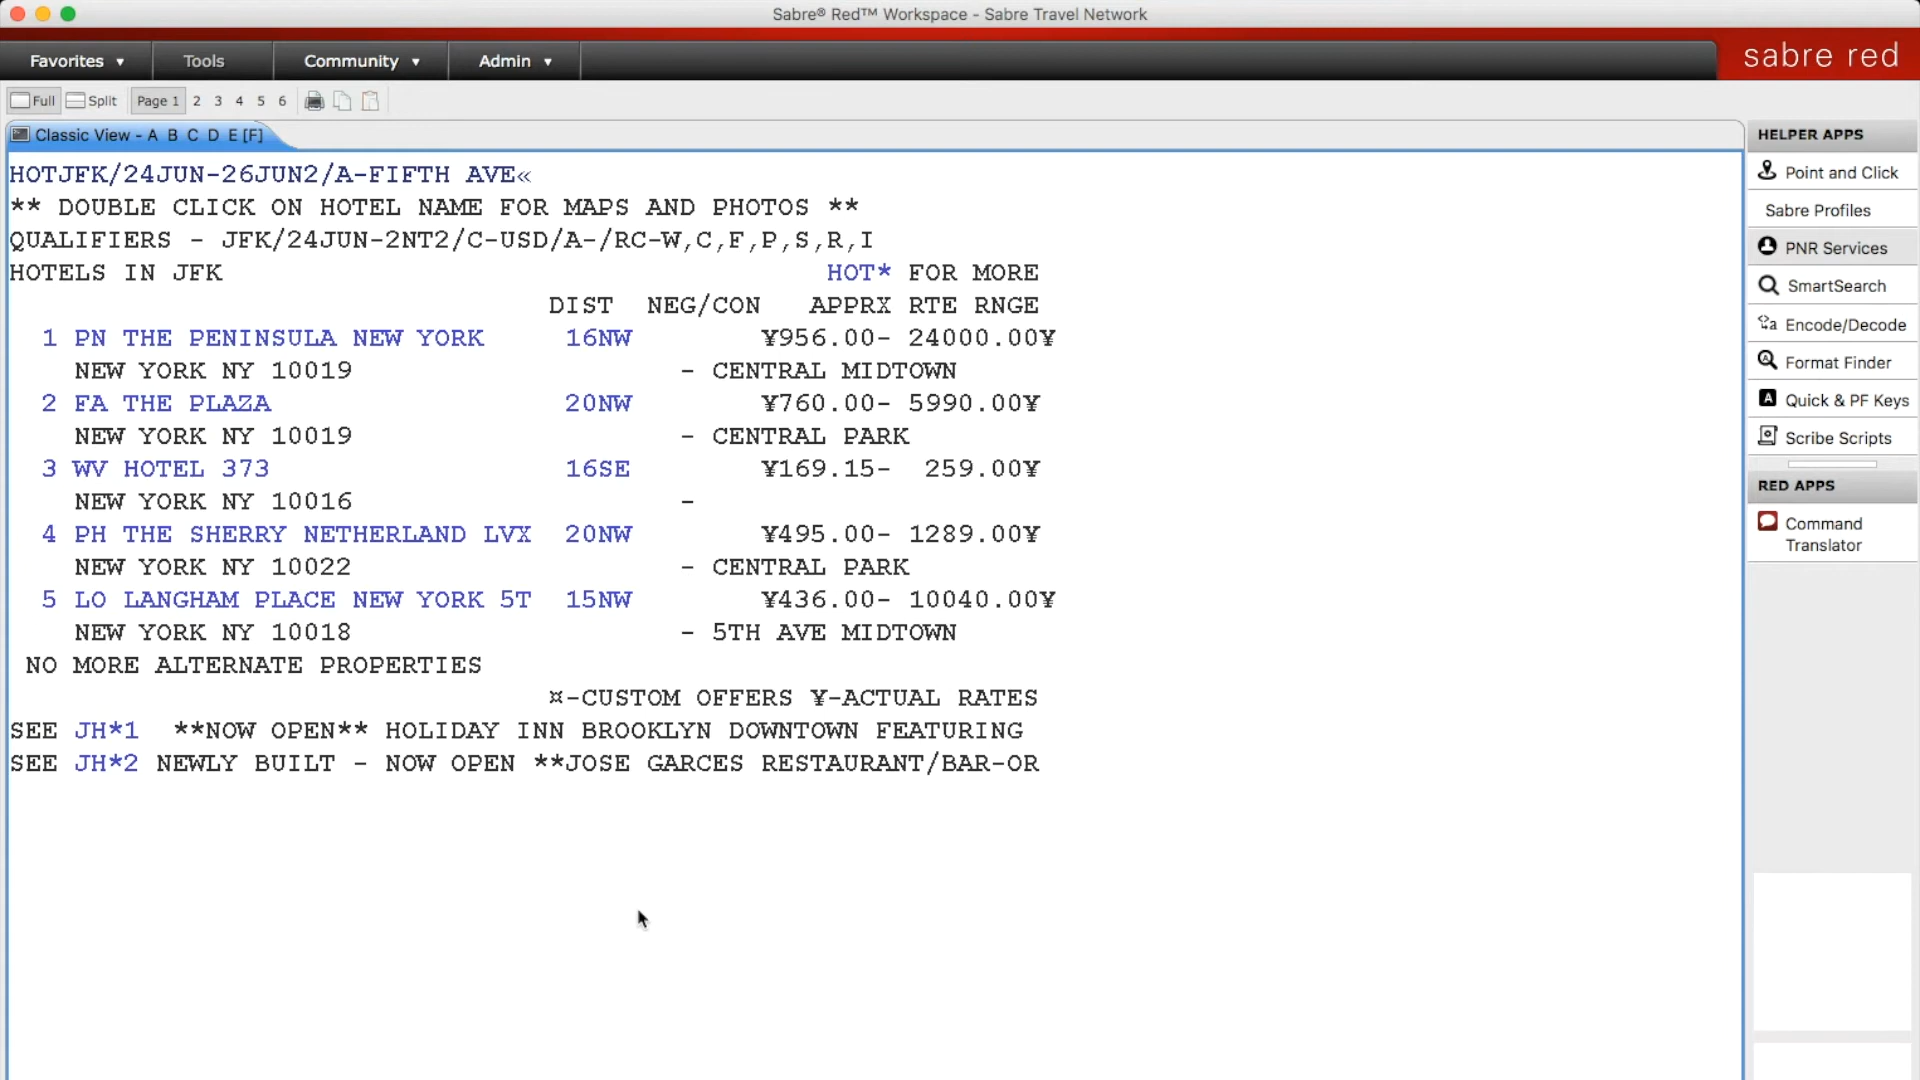 Sabre® Red™ Workspace - Sabre Travel Network
Favorites ▼ Tools Community ▼ Admin ▼
sabre red
Full Split Page 1 2 3 4 5 6
Classic View - A B C D E [F]
HOTJFK/24JUN-26JUN2/A-FIFTH AVE«
** DOUBLE CLICK ON HOTEL NAME FOR MAPS AND PHOTOS **
QUALIFIERS - JFK/24JUN-2NT2/C-USD/A-/RC-W,C,F,P,S,R,I
HOTELS IN JFK HOT* FOR MORE
DIST NEG/CON APPRX RTE RNGE
1 PN THE PENINSULA NEW YORK 16NW ¥956.00- 24000.00¥
NEW YORK NY 10019 - CENTRAL MIDTOWN
2 FA THE PLAZA 20NW ¥760.00- 5990.00¥
NEW YORK NY 10019 - CENTRAL PARK
3 WV HOTEL 373 16SE ¥169.15- 259.00¥
NEW YORK NY 10016 -
4 PH THE SHERRY NETHERLAND LVX 20NW ¥495.00- 1289.00¥
NEW YORK NY 10022 - CENTRAL PARK
5 LO LANGHAM PLACE NEW YORK 5T 15NW ¥436.00- 10040.00¥
NEW YORK NY 10018 - 5TH AVE MIDTOWN
NO MORE ALTERNATE PROPERTIES
¤-CUSTOM OFFERS ¥-ACTUAL RATES
SEE JH*1 **NOW OPEN** HOLIDAY INN BROOKLYN DOWNTOWN FEATURING
SEE JH*2 NEWLY BUILT - NOW OPEN **JOSE GARCES RESTAURANT/BAR-OR
HELPER APPS
Point and Click
Sabre Profiles
PNR Services
SmartSearch
Encode/Decode
Format Finder
Quick & PF Keys
Scribe Scripts
RED APPS
Command
Translator